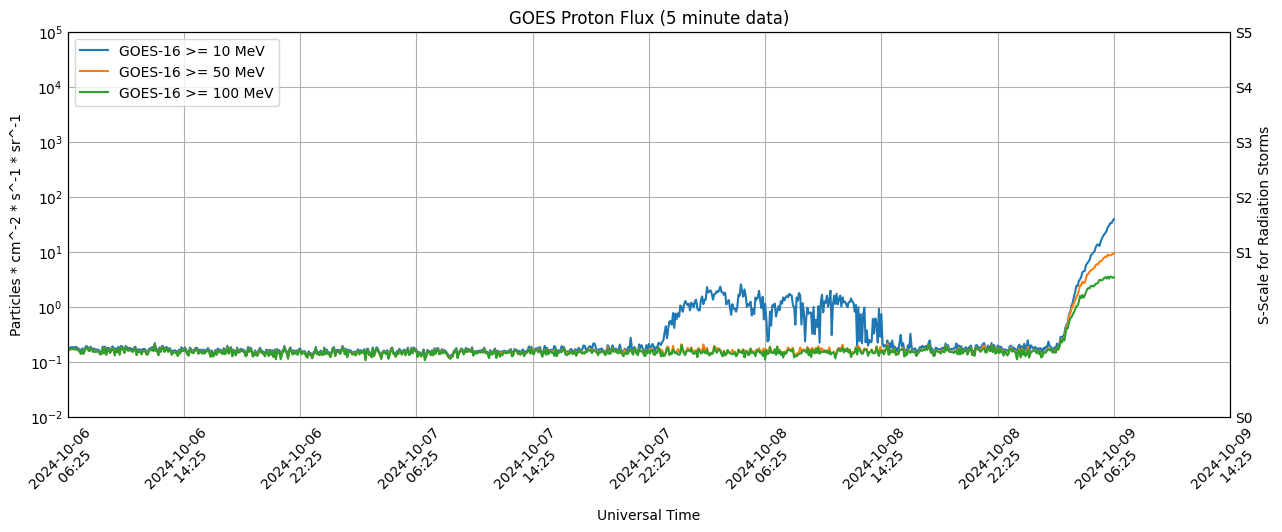 GOES Proton Flux (5 minute data)
GOES-16 >= 10 MeV
GOES-16 >= 50 MeV
GOES-16 >= 100 MeV
Particles * cm^-2 * s^-1 * sr^-1
10^5
10^4
10^3
10^2
10^1
10^0
10^-1
10^-2
S5
S4
S3
S2
S1
S0
S-Scale for Radiation Storms
2024-10-06
06:25
2024-10-06
14:25
2024-10-06
22:25
2024-10-07
06:25
2024-10-07
14:25
2024-10-07
22:25
2024-10-08
06:25
2024-10-08
14:25
2024-10-08
22:25
2024-10-09
06:25
2024-10-09
14:25
Universal Time